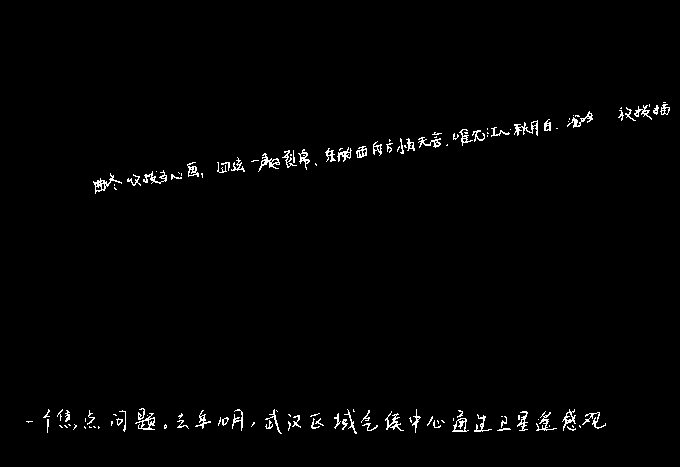 曲终收拨当心画，四弦一声如裂帛、东船西舫悄无言，唯见江心秋月白．沉吟 放拨插
一个焦点问题。去年10月，武汉区域气候中心通过卫星遥感观